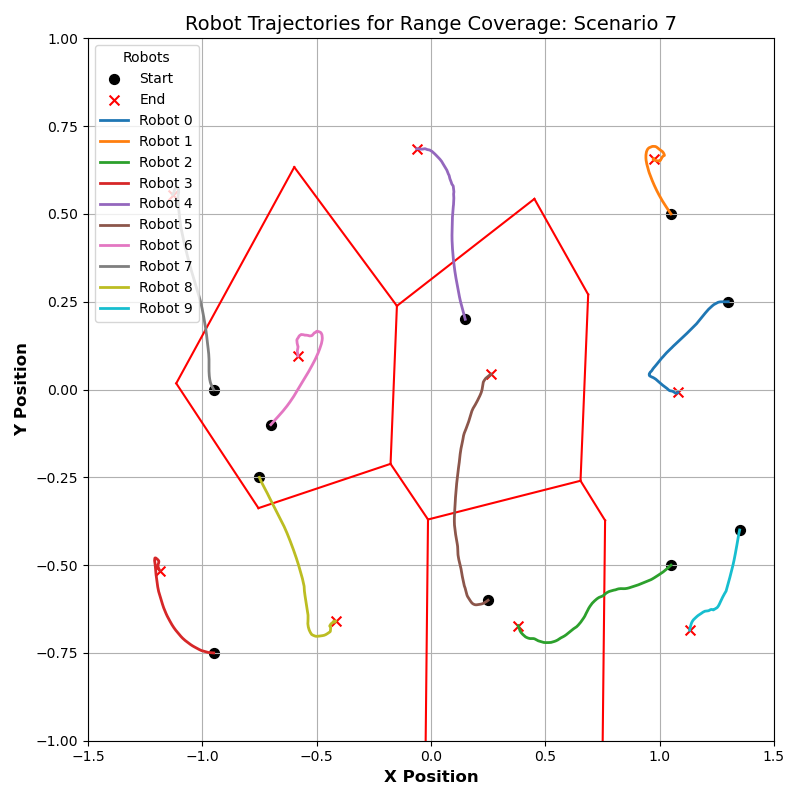 Robot Trajectories for Range Coverage: Scenario 7
Y Position
1.00
0.75
0.50
0.25
0.00
−0.25
−0.50
−0.75
−1.00
Robots
Start
End
Robot 0
Robot 1
Robot 2
Robot 3
Robot 4
Robot 5
Robot 6
Robot 7
Robot 8
Robot 9
−1.5
−1.0
−0.5
0.0
0.5
1.0
1.5
X Position